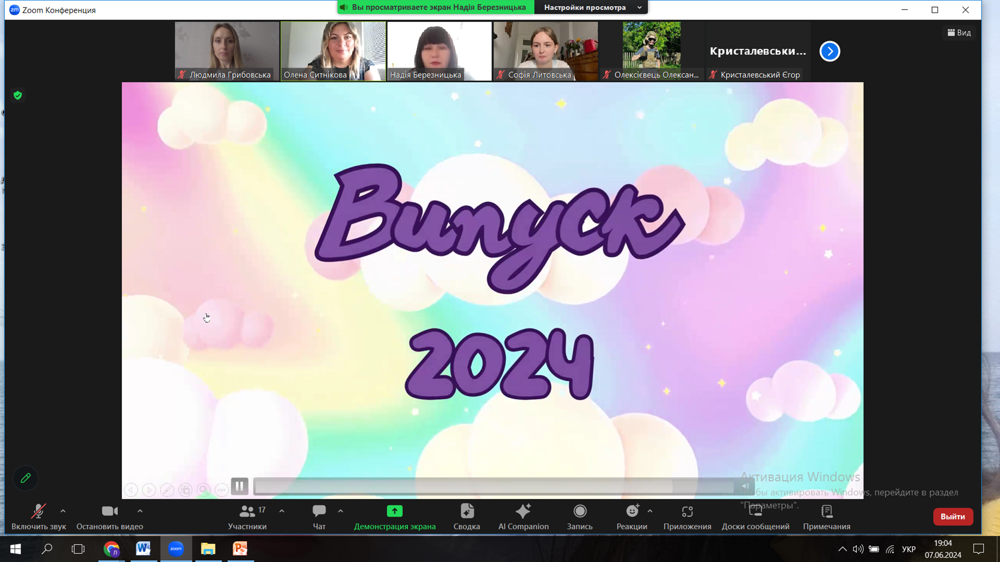 Zoom Конференция
Вы просматриваете экран Надія Березницька
Настройки просмотра
Вид
Людмила Грибовська
Олена Ситнікова
Надія Березницька
Софія Литовська
Олексієвець Олексан...
Кристалевськи...
Кристалевський Єгор
Випуск
2024
Активация Windows
Чтобы активировать Windows, перейдите в раздел
"Параметры".
Включить звук
Остановить видео
17
Участники
Чат
Демонстрация экрана
Сводка
AI Companion
Запись
Реакции
Приложения
Доски сообщений
Примечания
Выйти
zoom
УКР
19:04
07.06.2024